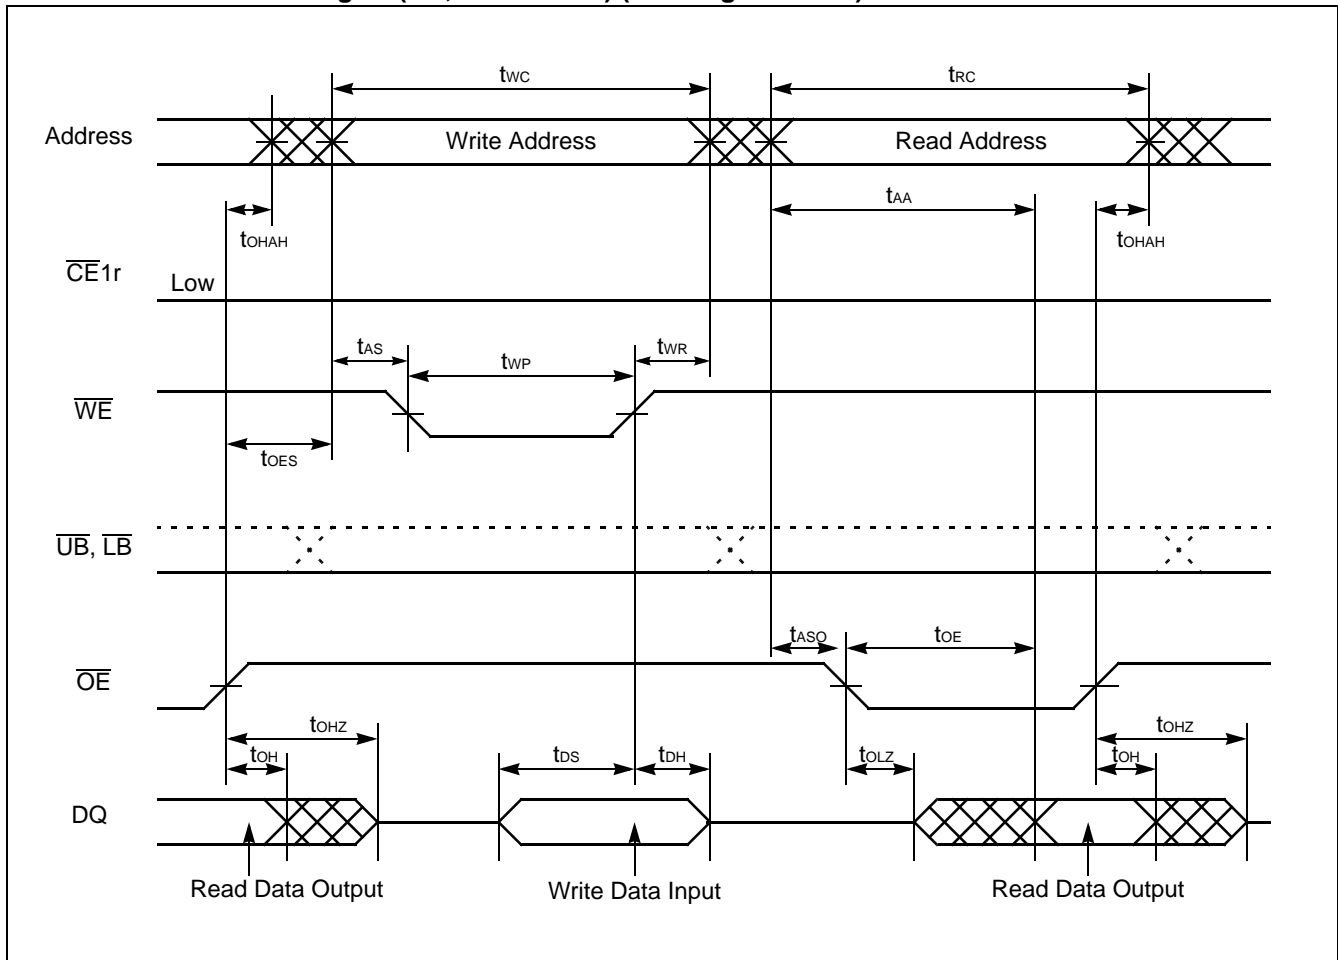 tWC
tRC
Address
Write Address
Read Address
tAA
tOHAH
tOHAH
CE1r
Low
tAS
tWP
tWR
WE
tOES
UB, LB
tASO
tOE
OE
tOHZ
tOHZ
tOH
tDS
tDH
tOLZ
tOH
DQ
Read Data Output
Write Data Input
Read Data Output